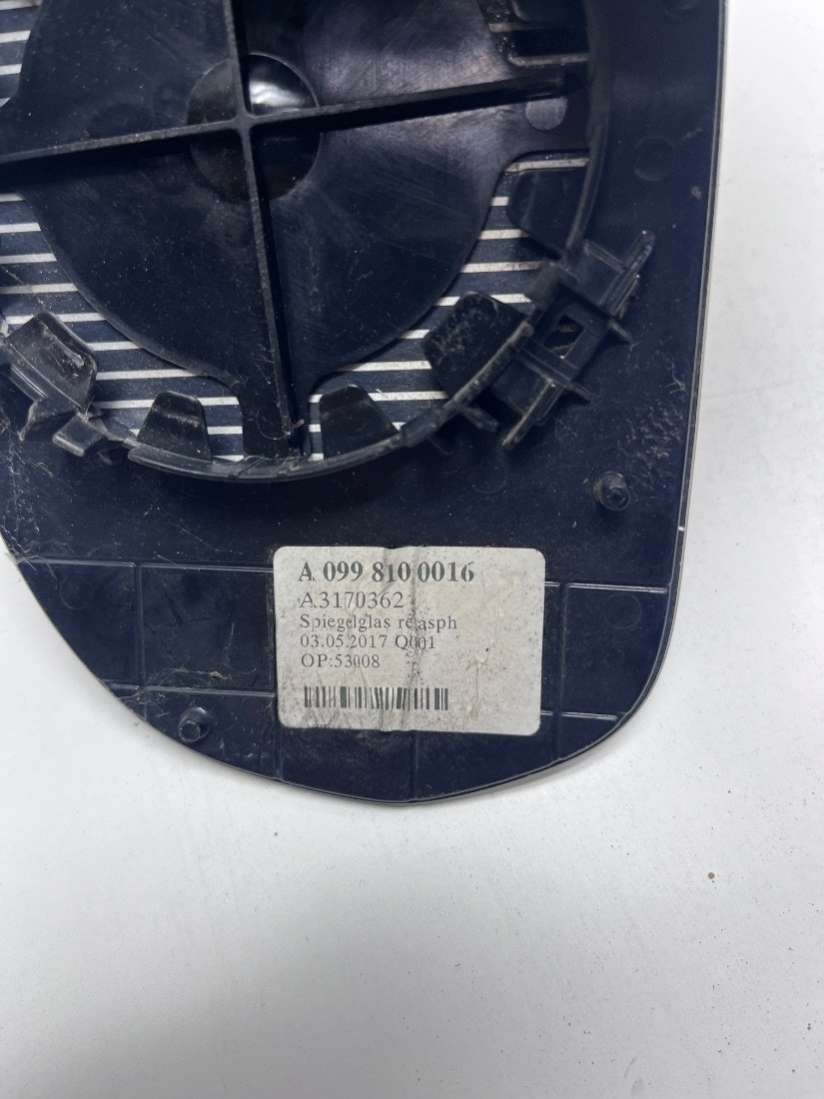 A 099 810 0016
A3170362
Spiegelglas re asph
03.05.2017 Q001
OP:53008